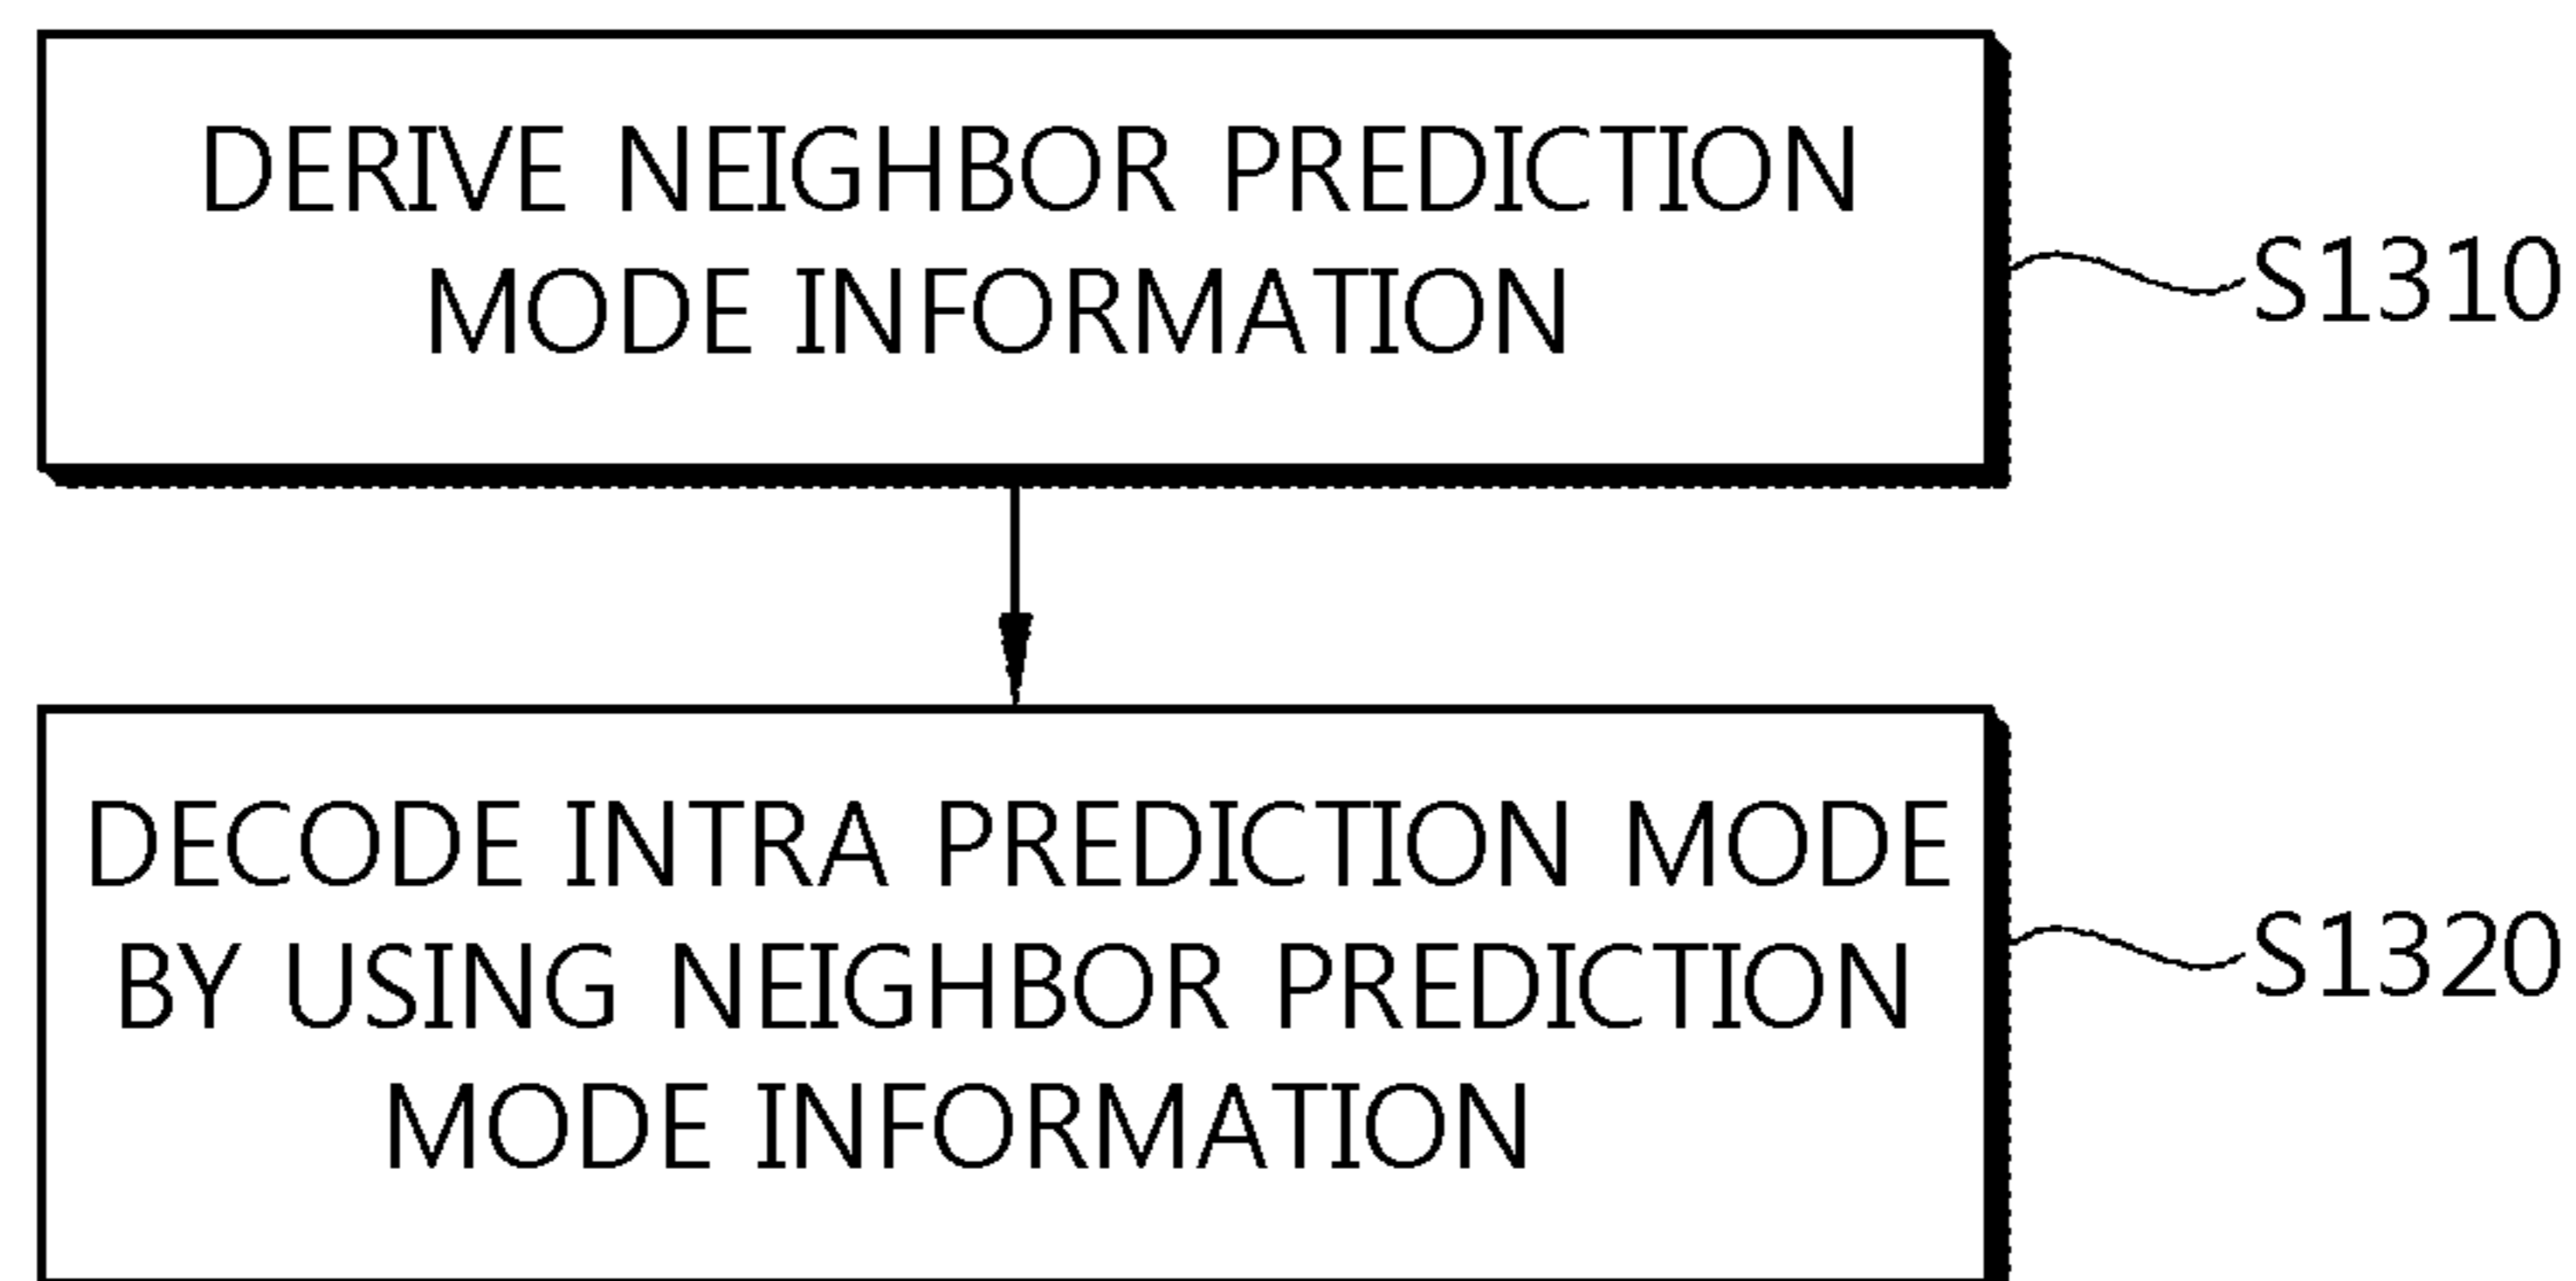 DERIVE NEIGHBOR PREDICTION
MODE INFORMATION
S1310
DECODE INTRA PREDICTION MODE
BY USING NEIGHBOR PREDICTION
MODE INFORMATION
S1320